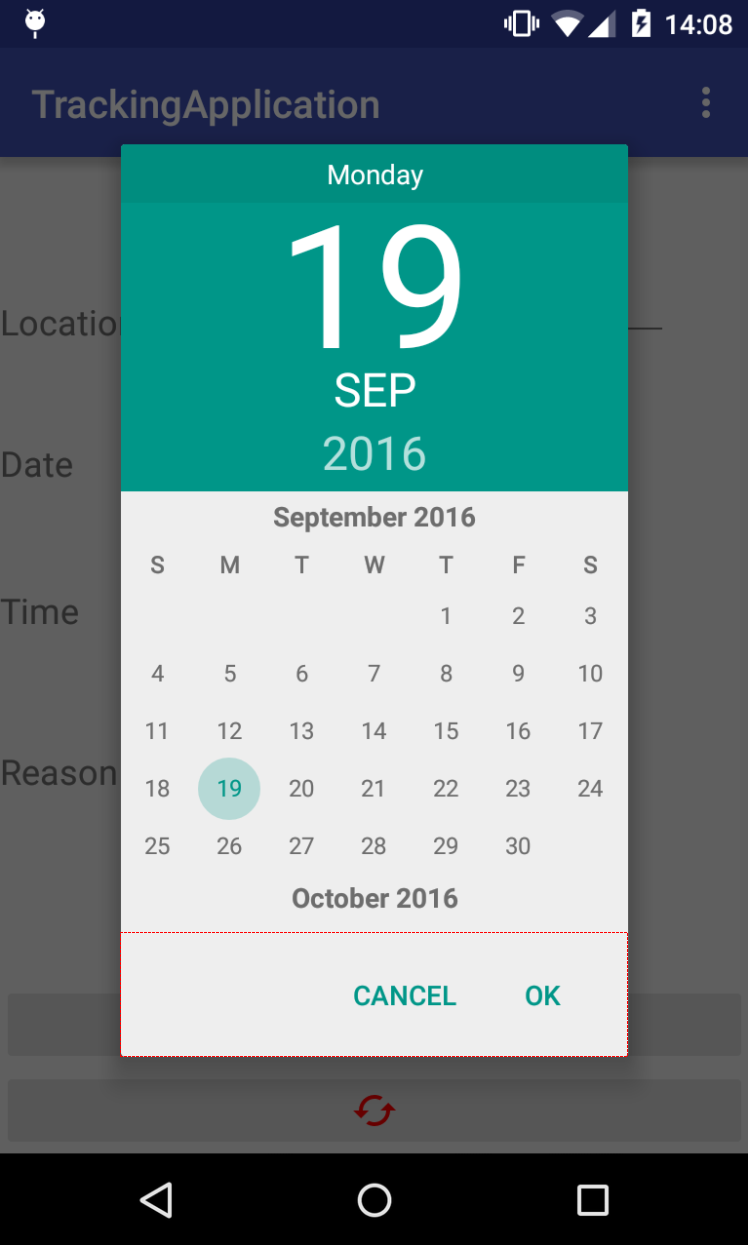 14:08
TrackingApplication
Monday
19
SEP
2016
Location
Date
Time
Reason
September 2016
S M T W T F S
1 2 3
4 5 6 7 8 9 10
11 12 13 14 15 16 17
18 19 20 21 22 23 24
25 26 27 28 29 30
October 2016
CANCEL OK